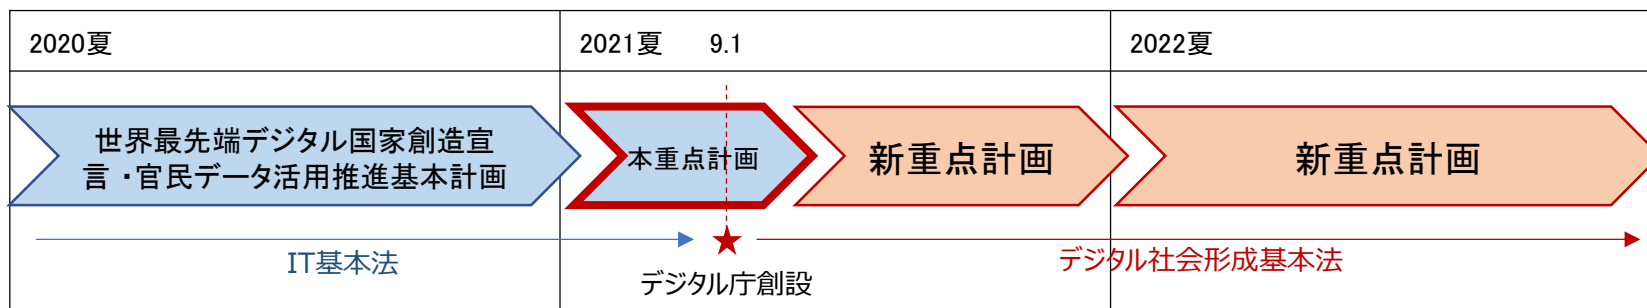 2020夏
2021夏 9.1
2022夏
世界最先端デジタル国家創造宣
言・官民データ活用推進基本計画
本重点計画
新重点計画
新重点計画
IT基本法
デジタル庁創設
デジタル社会形成基本法